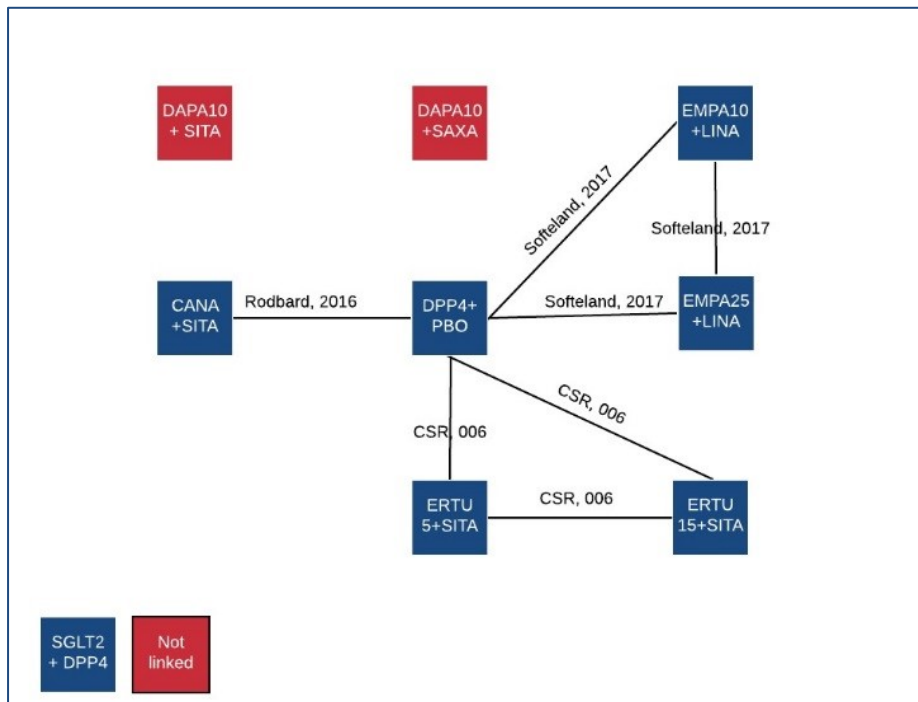 DAPA10
+ SITA
DAPA10
+SAXA
EMPA10
+LINA
Softeland, 2017
Softeland, 2017
CANA
+SITA
Rodbard, 2016
DPP4+
PBO
Softeland, 2017
EMPA25
+LINA
CSR, 006
CSR, 006
ERTU
5+SITA
CSR, 006
ERTU
15+SITA
SGLT2
+ DPP4
Not
linked